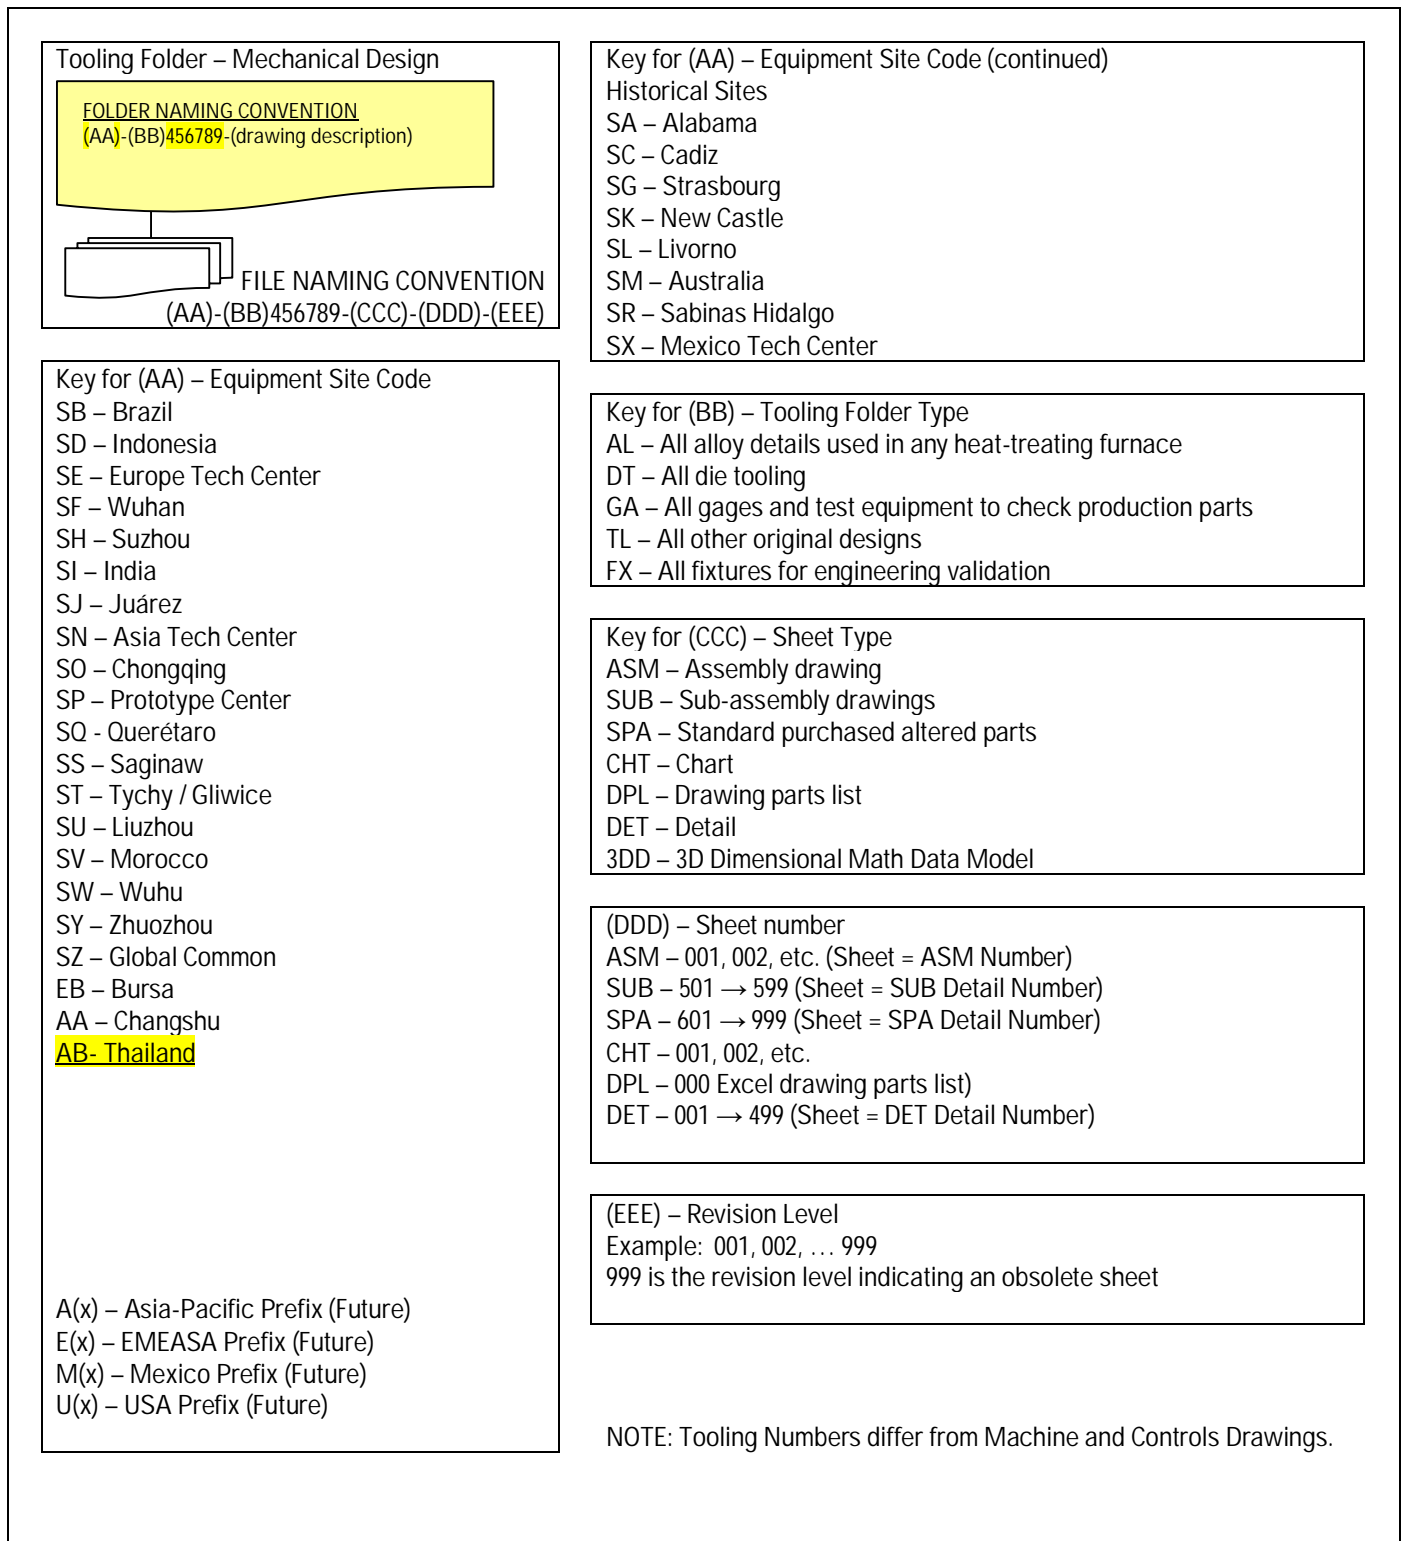 Tooling Folder – Mechanical Design
FOLDER NAMING CONVENTION
(AA)-(BB)456789-(drawing description)
FILE NAMING CONVENTION
(AA)-(BB)456789-(CCC)-(DDD)-(EEE)
Key for (AA) – Equipment Site Code
SB – Brazil
SD – Indonesia
SE – Europe Tech Center
SF – Wuhan
SH – Suzhou
SI – India
SJ – Juárez
SN – Asia Tech Center
SO – Chongqing
SP – Prototype Center
SQ - Querétaro
SS – Saginaw
ST – Tychy / Gliwice
SU – Liuzhou
SV – Morocco
SW – Wuhu
SY – Zhuozhou
SZ – Global Common
EB – Bursa
AA – Changshu
AB- Thailand
A(x) – Asia-Pacific Prefix (Future)
E(x) – EMEASA Prefix (Future)
M(x) – Mexico Prefix (Future)
U(x) – USA Prefix (Future)
Key for (AA) – Equipment Site Code (continued)
Historical Sites
SA – Alabama
SC – Cadiz
SG – Strasbourg
SK – New Castle
SL – Livorno
SM – Australia
SR – Sabinas Hidalgo
SX – Mexico Tech Center
Key for (BB) – Tooling Folder Type
AL – All alloy details used in any heat-treating furnace
DT – All die tooling
GA – All gages and test equipment to check production parts
TL – All other original designs
FX – All fixtures for engineering validation
Key for (CCC) – Sheet Type
ASM – Assembly drawing
SUB – Sub-assembly drawings
SPA – Standard purchased altered parts
CHT – Chart
DPL – Drawing parts list
DET – Detail
3DD – 3D Dimensional Math Data Model
(DDD) – Sheet number
ASM – 001, 002, etc. (Sheet = ASM Number)
SUB – 501 → 599 (Sheet = SUB Detail Number)
SPA – 601 → 999 (Sheet = SPA Detail Number)
CHT – 001, 002, etc.
DPL – 000 Excel drawing parts list)
DET – 001 → 499 (Sheet = DET Detail Number)
(EEE) – Revision Level
Example: 001, 002, … 999
999 is the revision level indicating an obsolete sheet
NOTE: Tooling Numbers differ from Machine and Controls Drawings.